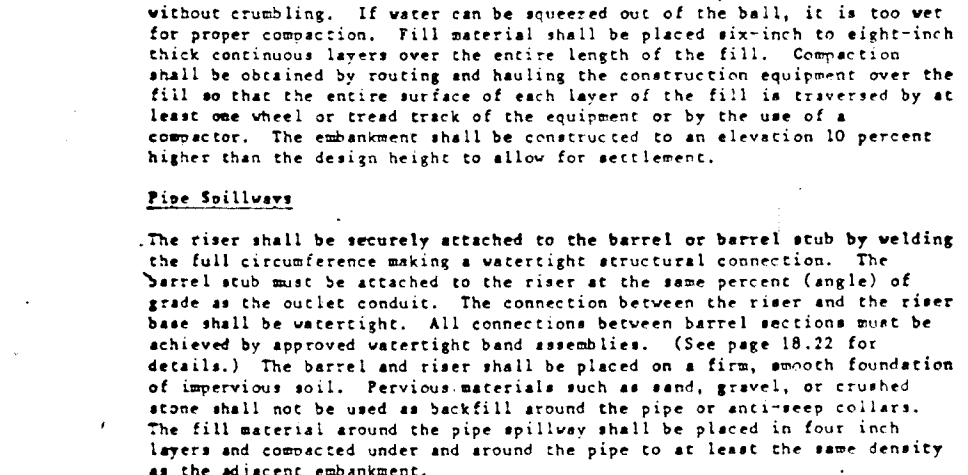 without crumbling. If water can be squeezed out of the ball, it is too wet
for proper compaction. Fill material shall be placed six-inch to eight-inch
thick continuous layers over the entire length of the fill. Compaction
shall be obtained by routing and hauling the construction equipment over the
fill so that the entire surface of each layer of the fill is traversed by at
least one wheel or tread track of the equipment or by the use of a
compactor. The embankment shall be constructed to an elevation 10 percent
higher than the design height to allow for settlement.
Pipe Spillways
The riser shall be securely attached to the barrel or barrel stub by welding
the full circumference making a watertight structural connection. The
barrel stub must be attached to the riser at the same percent (angle) of
grade as the outlet conduit. The connection between the riser and the riser
base shall be watertight. All connections between barrel sections must be
achieved by approved watertight band assemblies. (See page 18.22 for
details.) The barrel and riser shall be placed on a firm, smooth foundation
of impervious soil. Pervious materials such as sand, gravel, or crushed
stone shall not be used as backfill around the pipe or anti-seep collars.
The fill material around the pipe spillway shall be placed in four inch
layers and compacted under and around the pipe to at least the same density
as the adjacent embankment.